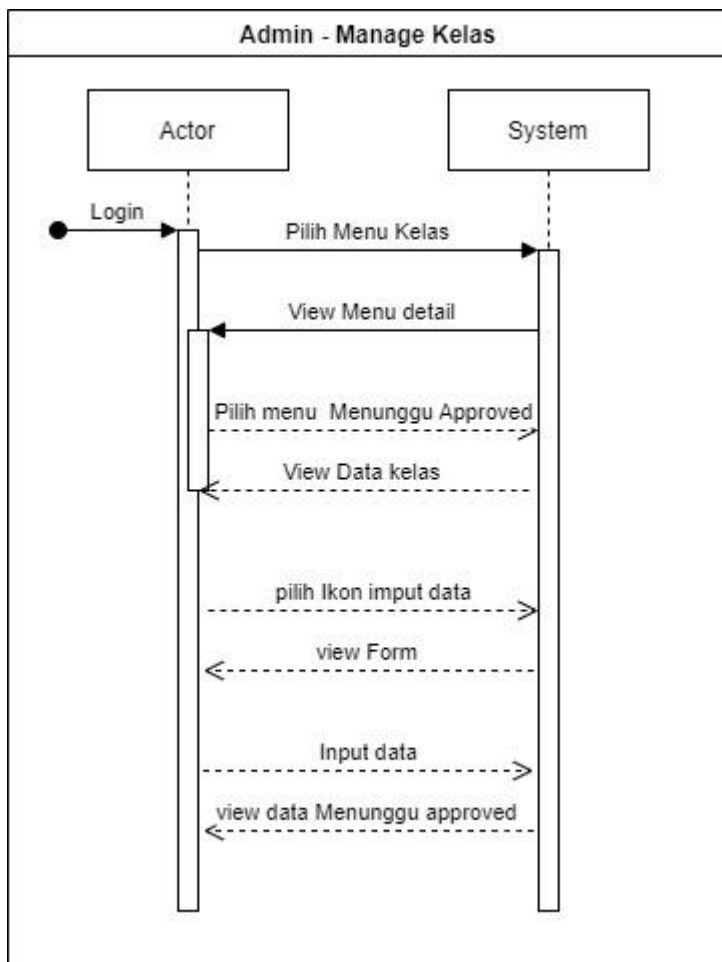 Admin - Manage Kelas
Actor
System
Login
Pilih Menu Kelas
View Menu detail
Pilih menu Menunggu Approved
View Data kelas
pilih Ikon imput data
view Form
Input data
view data Menunggu approved